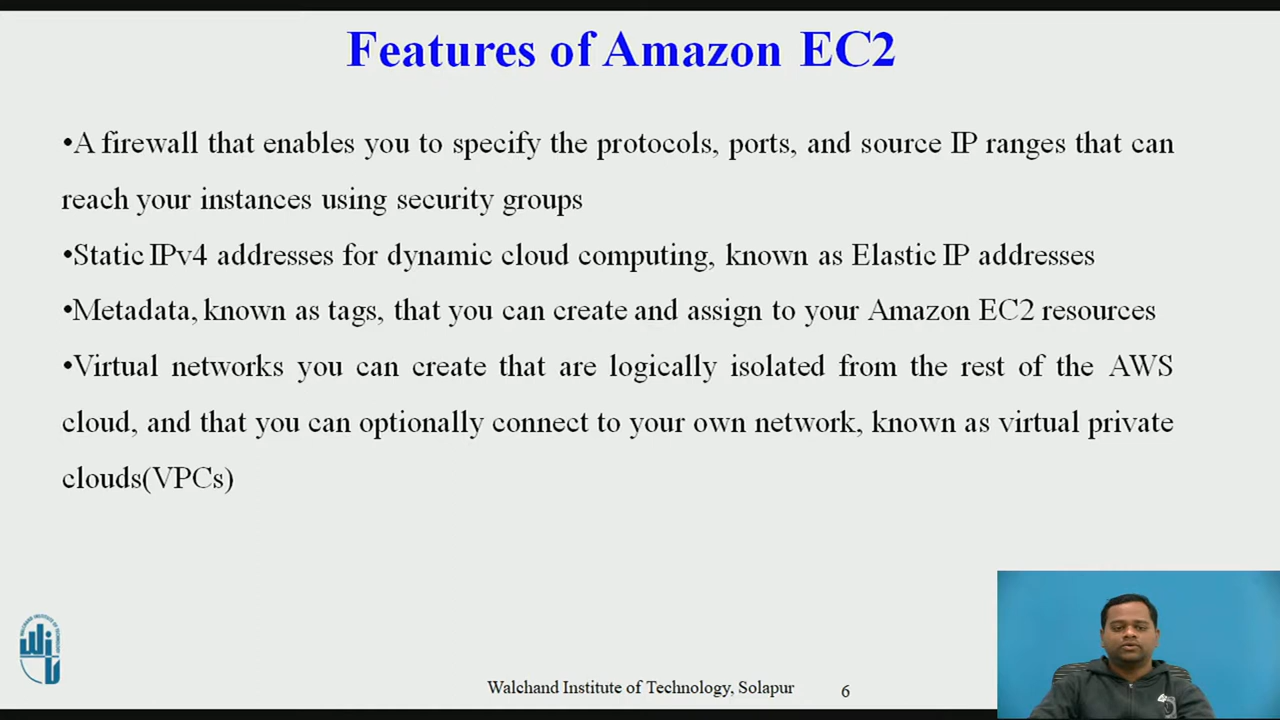 Features of Amazon EC2
•A firewall that enables you to specify the protocols, ports, and source IP ranges that can
reach your instances using security groups
•Static IPv4 addresses for dynamic cloud computing, known as Elastic IP addresses
•Metadata, known as tags, that you can create and assign to your Amazon EC2 resources
•Virtual networks you can create that are logically isolated from the rest of the AWS
cloud, and that you can optionally connect to your own network, known as virtual private
clouds(VPCs)
WALCHAND INSTITUTE OF TECHNOLOGY
Walchand Institute of Technology, Solapur 6